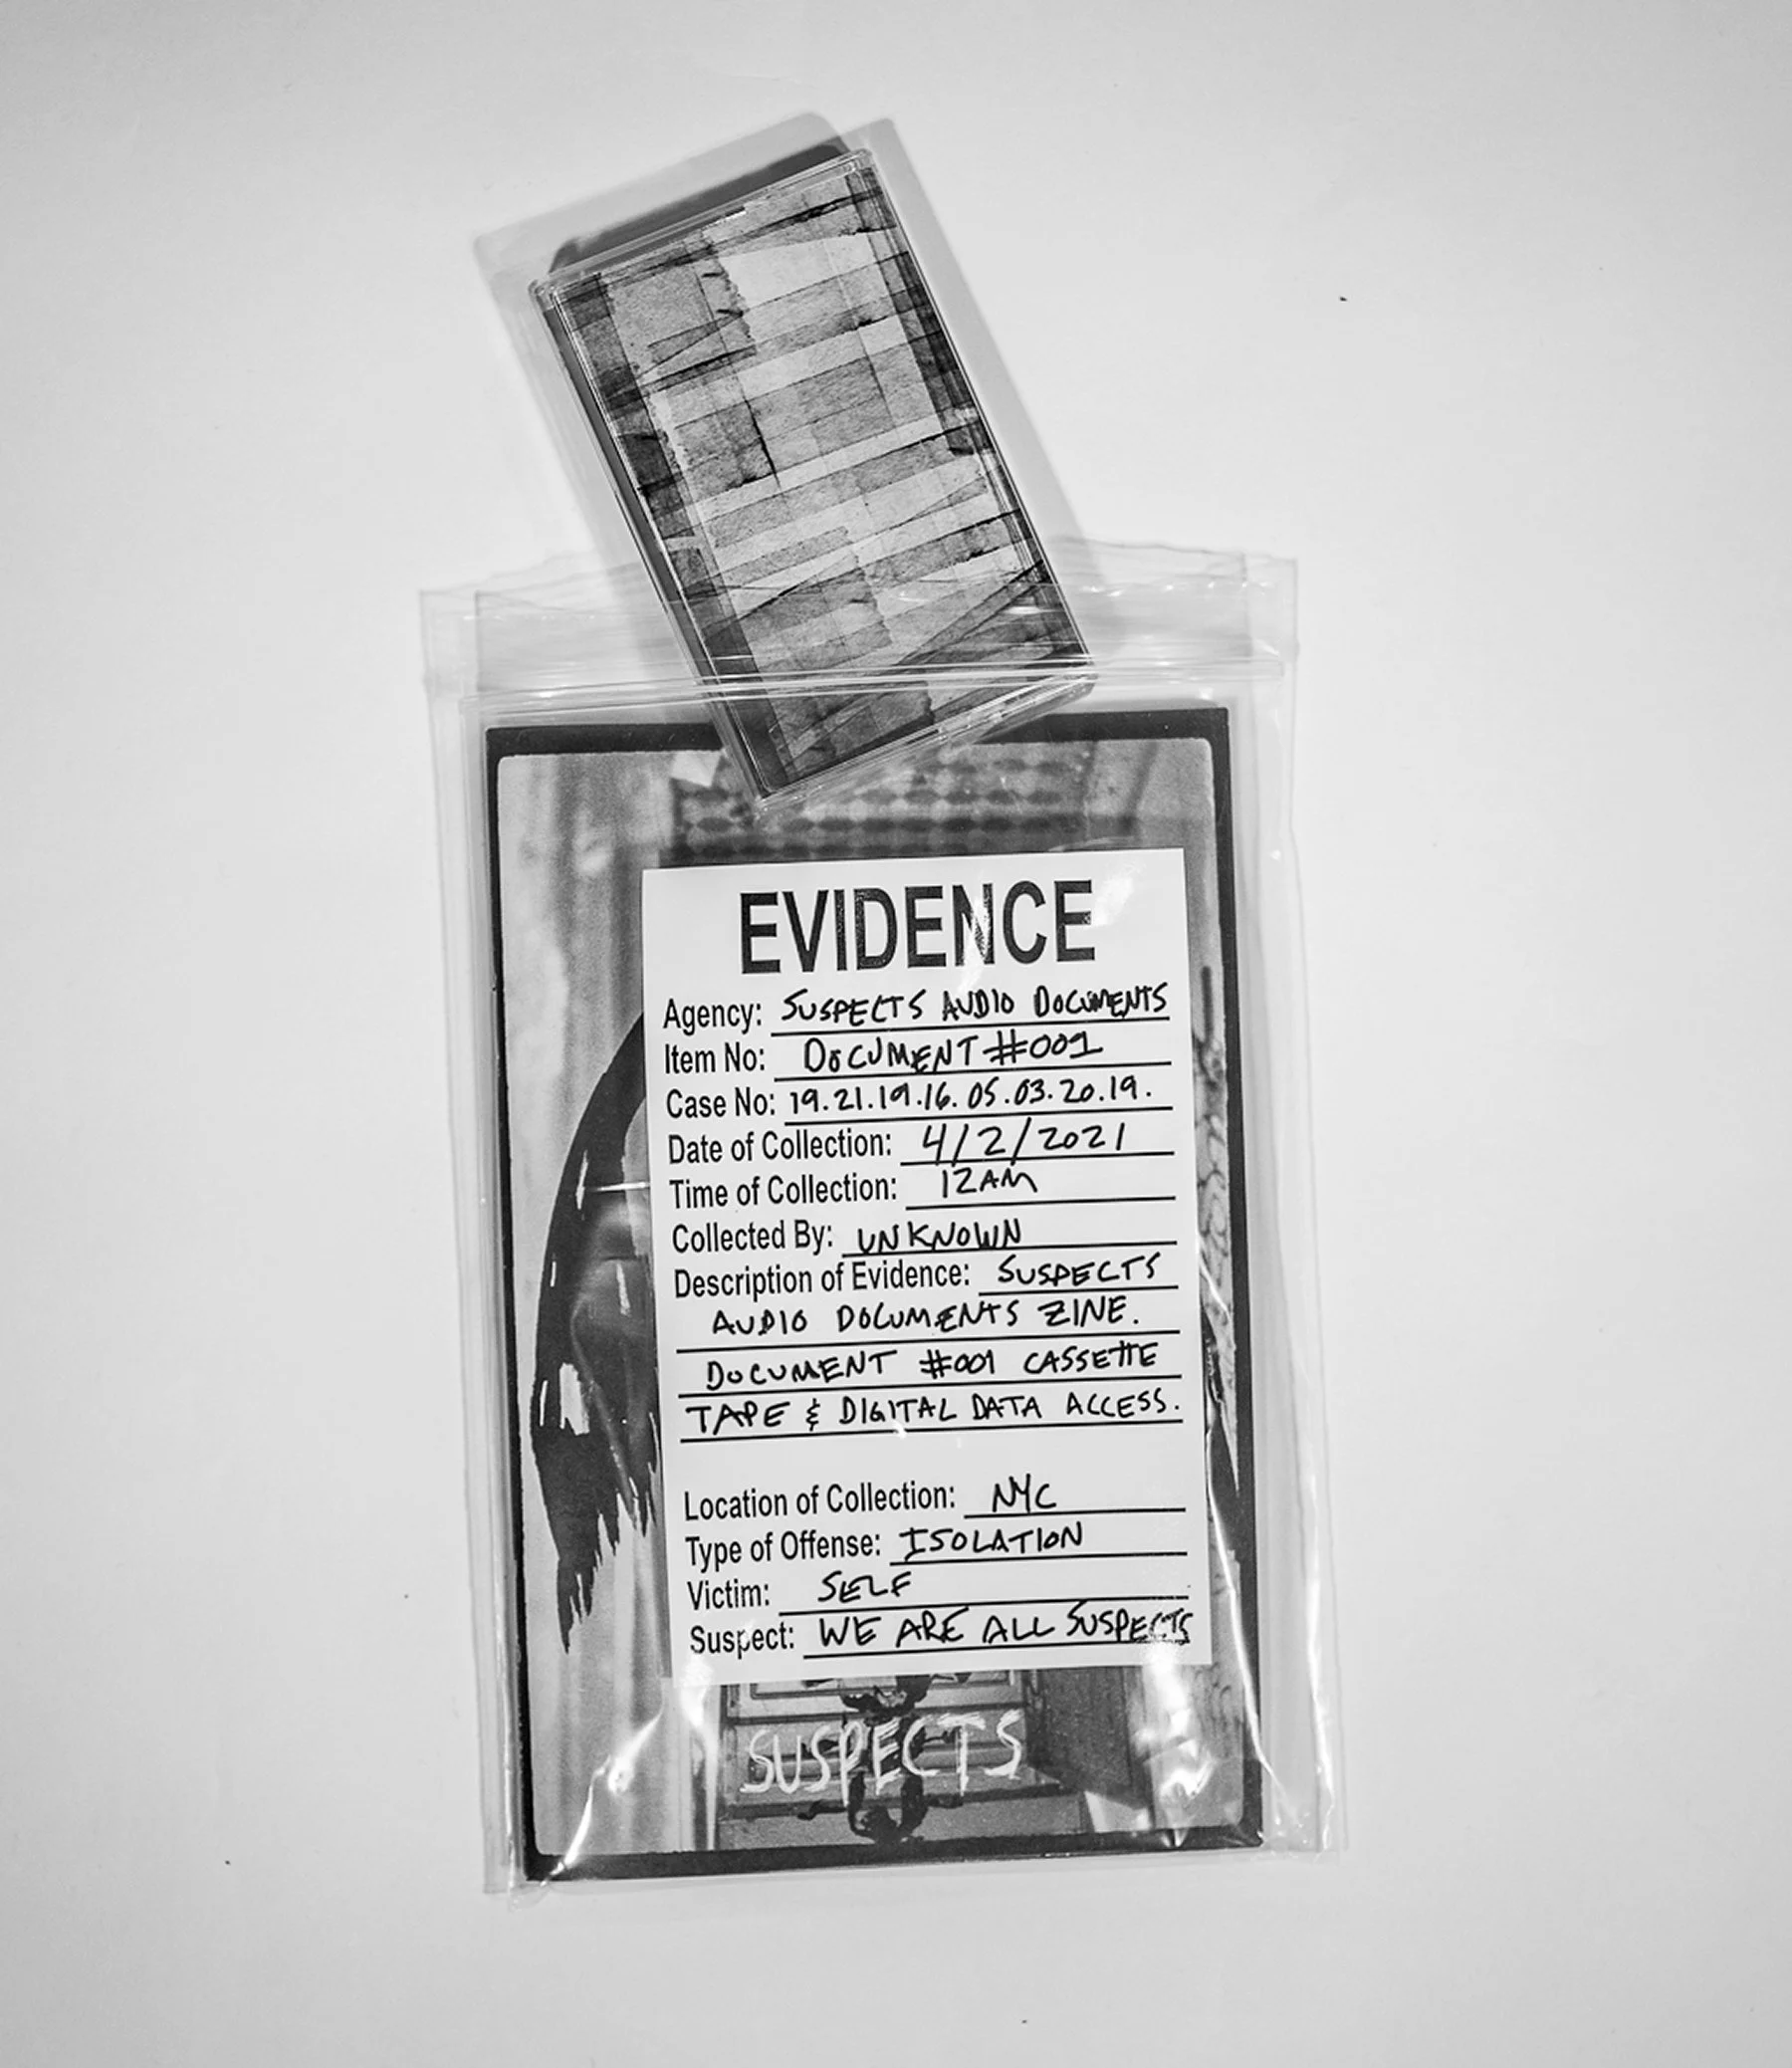 EVIDENCE
Agency: SUSPECTS AUDIO DOCUMENTS
Item No: DOCUMENT #001
Case No: 19.21.19.16.05.03.20.19.
Date of Collection: 4/2/2021
Time of Collection: 12AM
Collected By: UNKNOWN
Description of Evidence: SUSPECTS
AUDIO DOCUMENTS ZINE.
DOCUMENT #001 CASSETTE
TAPE & DIGITAL DATA ACCESS.
Location of Collection: NYC
Type of Offense: ISOLATION
Victim: SELF
Suspect: WE ARE ALL SUSPECTS
SUSPECTS